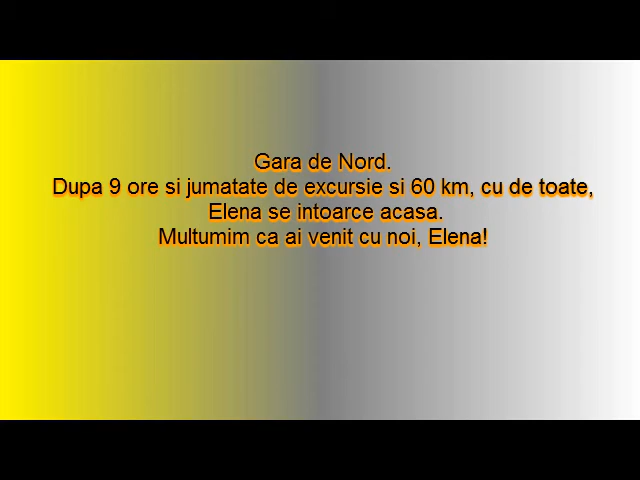 Gara de Nord.
Dupa 9 ore si jumatate de excursie si 60 km, cu de toate,
Elena se intoarce acasa.
Multumim ca ai venit cu noi, Elena!